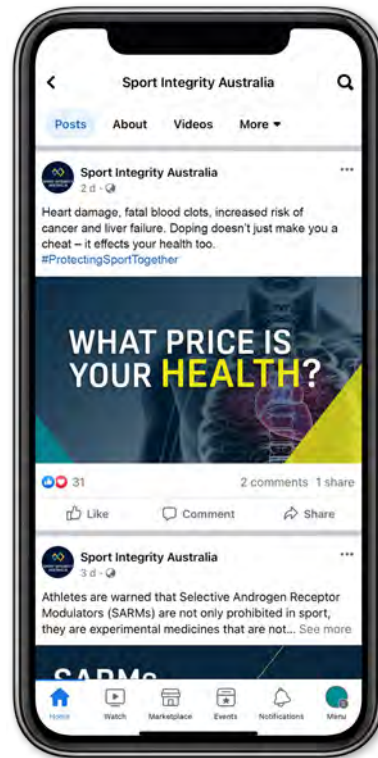 Sport Integrity Australia
Posts About Videos More
Sport Integrity Australia
2 d
Heart damage, fatal blood clots, increased risk of
cancer and liver failure. Doping doesn't just make you a
cheat – it effects your health too.
#ProtectingSportTogether
WHAT PRICE IS
YOUR HEALTH?
31 2 comments 1 share
Like Comment Share
Sport Integrity Australia
3 d
Athletes are warned that Selective Androgen Receptor
Modulators (SARMs) are not only prohibited in sport,
they are experimental medicines that are not... See more
SARMs
Home Watch Marketplace Events Notifications Menu